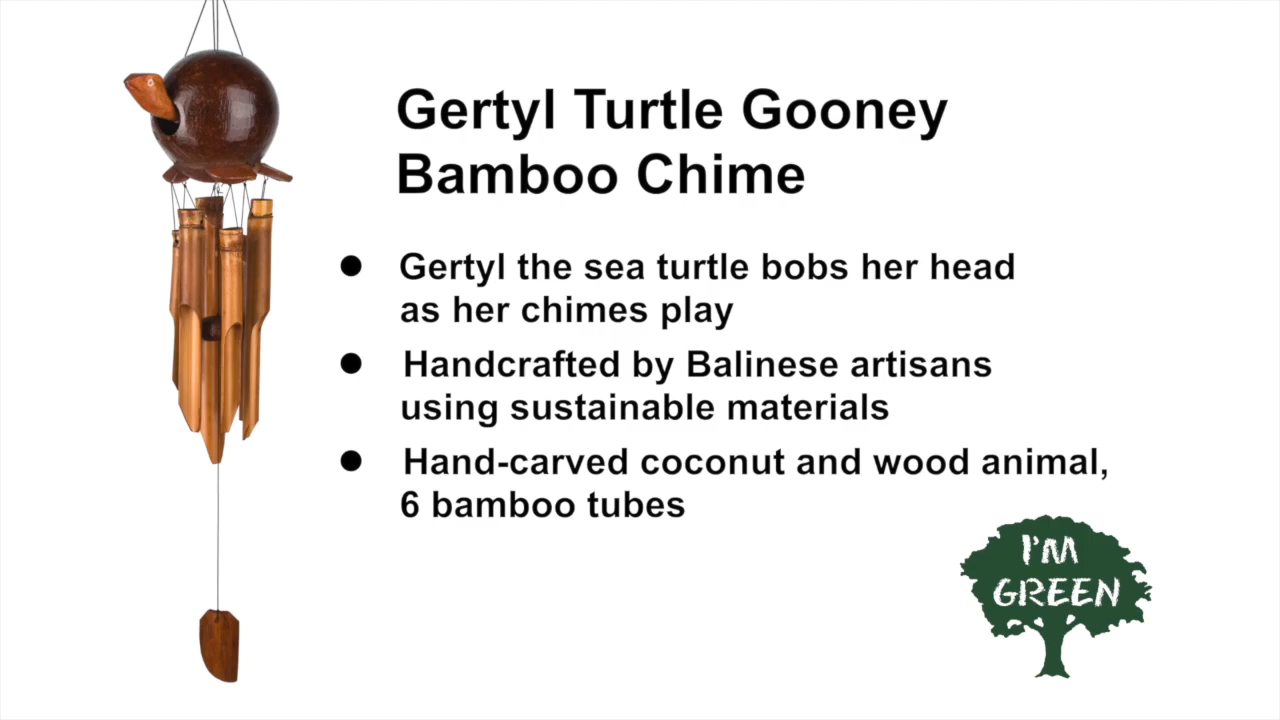 Gertyl Turtle Gooney
Bamboo Chime
● Gertyl the sea turtle bobs her head
as her chimes play
● Handcrafted by Balinese artisans
using sustainable materials
● Hand-carved coconut and wood animal,
6 bamboo tubes
I'M
GREEN